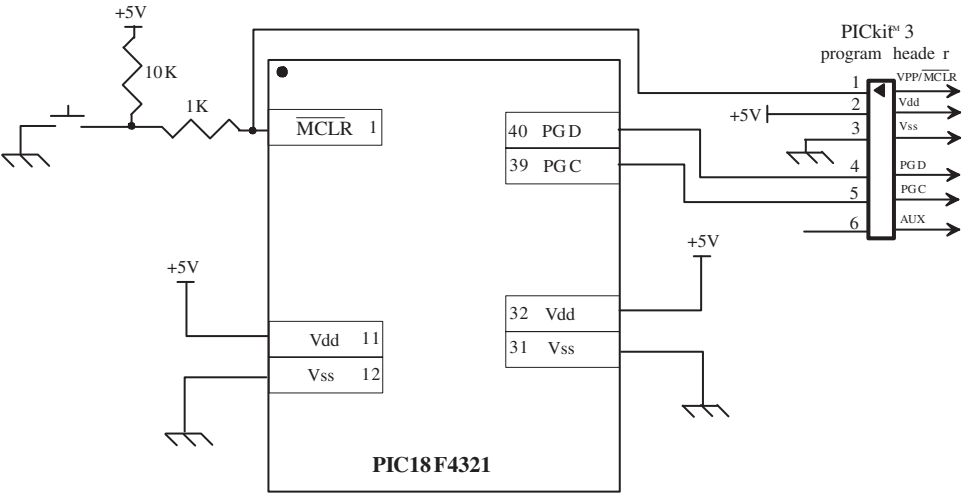 +5V
10K
1K
MCLR 1
40 PGD
39 PGC
PICkit™ 3
program heade r
1 VPP/MCLR
2 Vdd
+5V
3 Vss
4 PGD
5 PGC
6 AUX
+5V
+5V
Vdd 11
Vss 12
32 Vdd
31 Vss
PIC18F4321